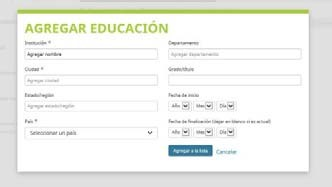 AGREGAR EDUCACIÓN
Institución *
Agregar nombre
Ciudad *
Agregar ciudad
Estado/región
Agregar estado/región
País *
Seleccionar un país
Departamento
Agregar departamento
Grado/título
Fecha de inicio
Año Mes Día
Fecha de finalización (dejar en blanco si es actual)
Año Mes Día
Agregar a la lista Cancelar